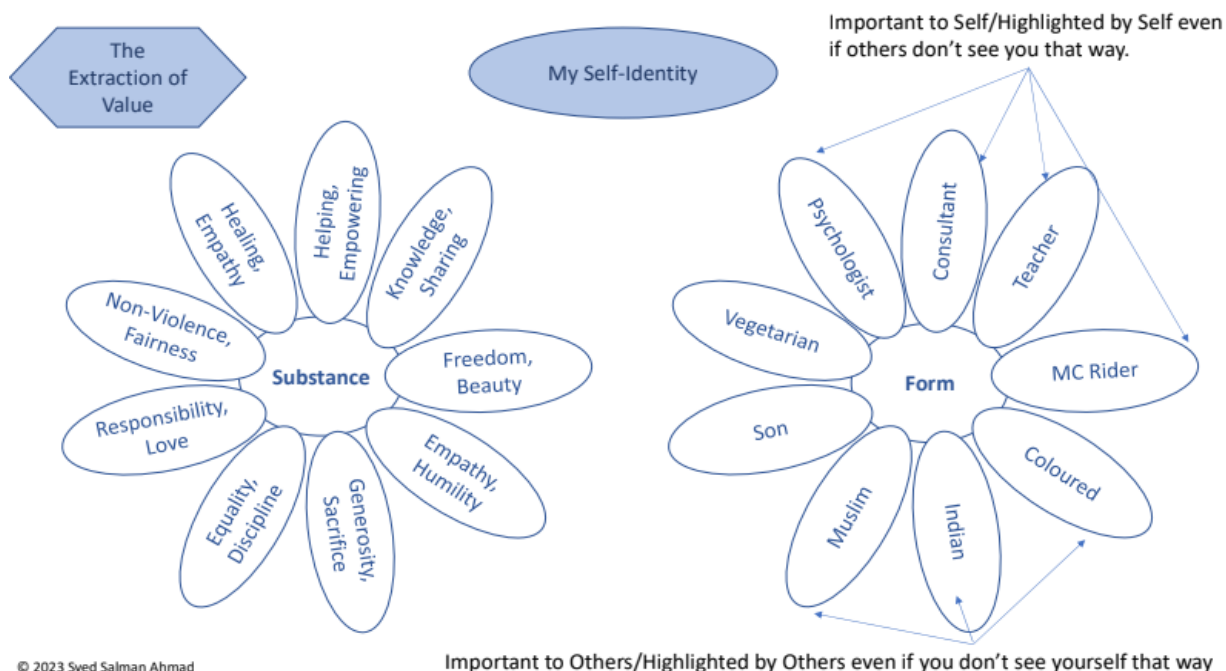 The
Extraction of
Value
My Self-Identity
Important to Self/Highlighted by Self even
if others don’t see you that way.
Healing,
Empathy
Helping,
Empowering
Knowledge,
Sharing
Non-Violence,
Fairness
Substance
Freedom,
Beauty
Responsibility,
Love
Empathy,
Humility
Equality,
Discipline
Generosity,
Sacrifice
Psychologist
Consultant
Teacher
Vegetarian
Form
MC Rider
Son
Coloured
Muslim
Indian
© 2023 Syed Salman Ahmad
Important to Others/Highlighted by Others even if you don’t see yourself that way